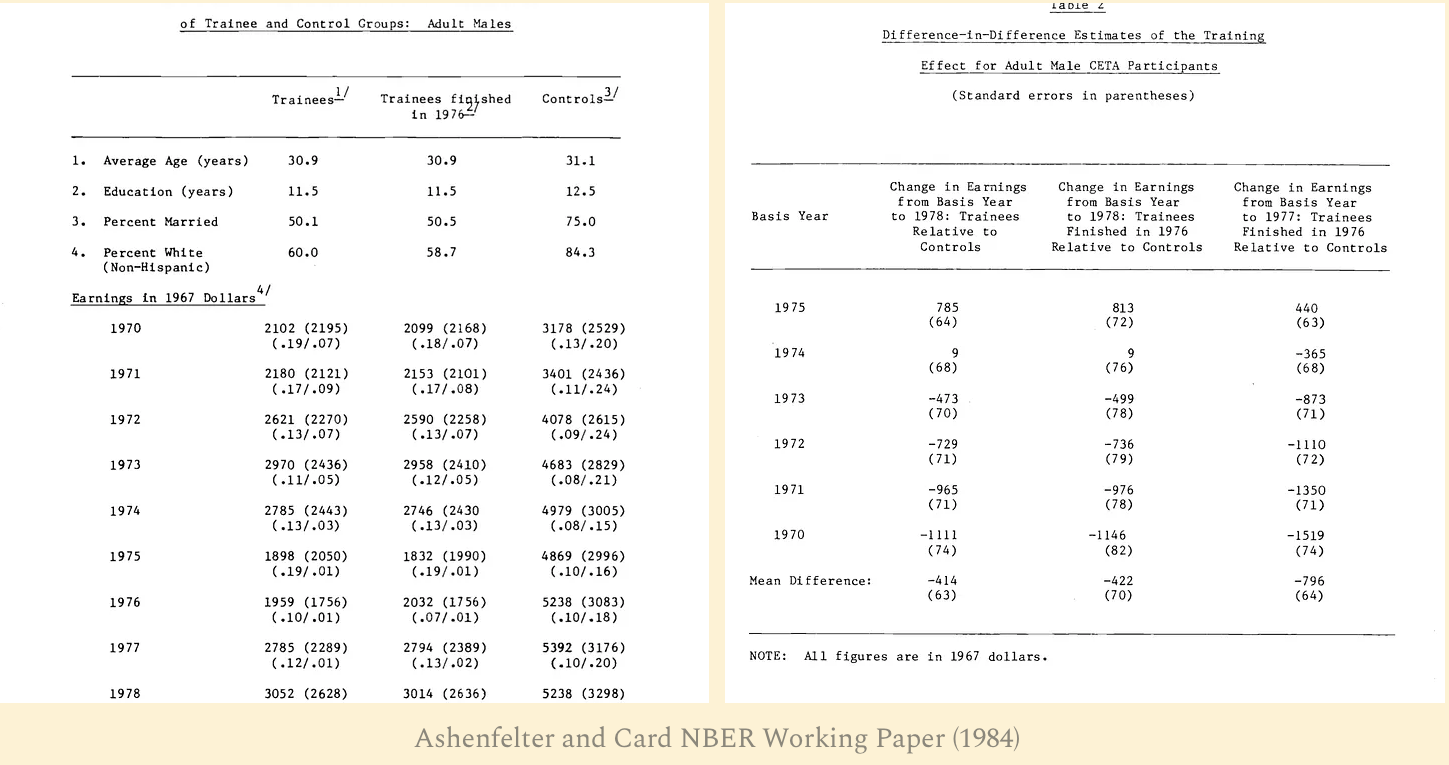 of Trainee and Control Groups: Adult Males
Trainees 1/ Trainees finished in 1976 2/ Controls 3/
1. Average Age (years) 30.9 30.9 31.1
2. Education (years) 11.5 11.5 12.5
3. Percent Married 50.1 50.5 75.0
4. Percent White 60.0 58.7 84.3
(Non-Hispanic)
Earnings in 1967 Dollars 4/
1970 2102 (2195) 2099 (2168) 3178 (2529)
(.19/.07) (.18/.07) (.13/.20)
1971 2180 (2121) 2153 (2101) 3401 (2436)
(.17/.09) (.17/.08) (.11/.24)
1972 2621 (2270) 2590 (2258) 4078 (2615)
(.13/.07) (.13/.07) (.09/.24)
1973 2970 (2436) 2958 (2410) 4683 (2829)
(.11/.05) (.12/.05) (.08/.21)
1974 2785 (2443) 2746 (2430 4979 (3005)
(.13/.03) (.13/.03) (.08/.15)
1975 1898 (2050) 1832 (1990) 4869 (2996)
(.19/.01) (.19/.01) (.10/.16)
1976 1959 (1756) 2032 (1756) 5238 (3083)
(.10/.01) (.07/.01) (.10/.18)
1977 2785 (2289) 2794 (2389) 5392 (3176)
(.12/.01) (.13/.02) (.10/.20)
1978 3052 (2628) 3014 (2636) 5238 (3298)
Table 2
Difference-in-Difference Estimates of the Training
Effect for Adult Male CETA Participants
(Standard errors in parentheses)
Change in Earnings Change in Earnings Change in Earnings
from Basis Year from Basis Year from Basis Year
Basis Year to 1978: Trainees to 1978: Trainees to 1977: Trainees
Relative to Finished in 1976 Finished in 1976
Controls Relative to Controls Relative to Controls
1975 785 813 440
(64) (72) (63)
1974 9 9 -365
(68) (76) (68)
1973 -473 -499 -873
(70) (78) (71)
1972 -729 -736 -1110
(71) (79) (72)
1971 -965 -976 -1350
(71) (78) (71)
1970 -1111 -1146 -1519
(74) (82) (74)
Mean Difference: -414 -422 -796
(63) (70) (64)
NOTE: All figures are in 1967 dollars.
Ashenfelter and Card NBER Working Paper (1984)